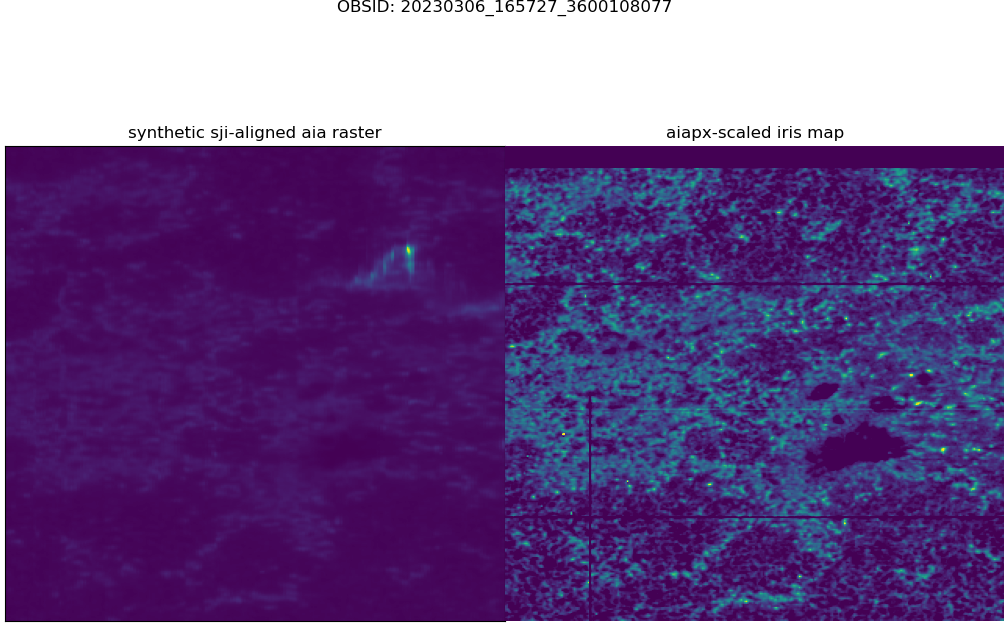 OBSID: 20230306_165727_3600108077
synthetic sji-aligned aia raster
aiapx-scaled iris map